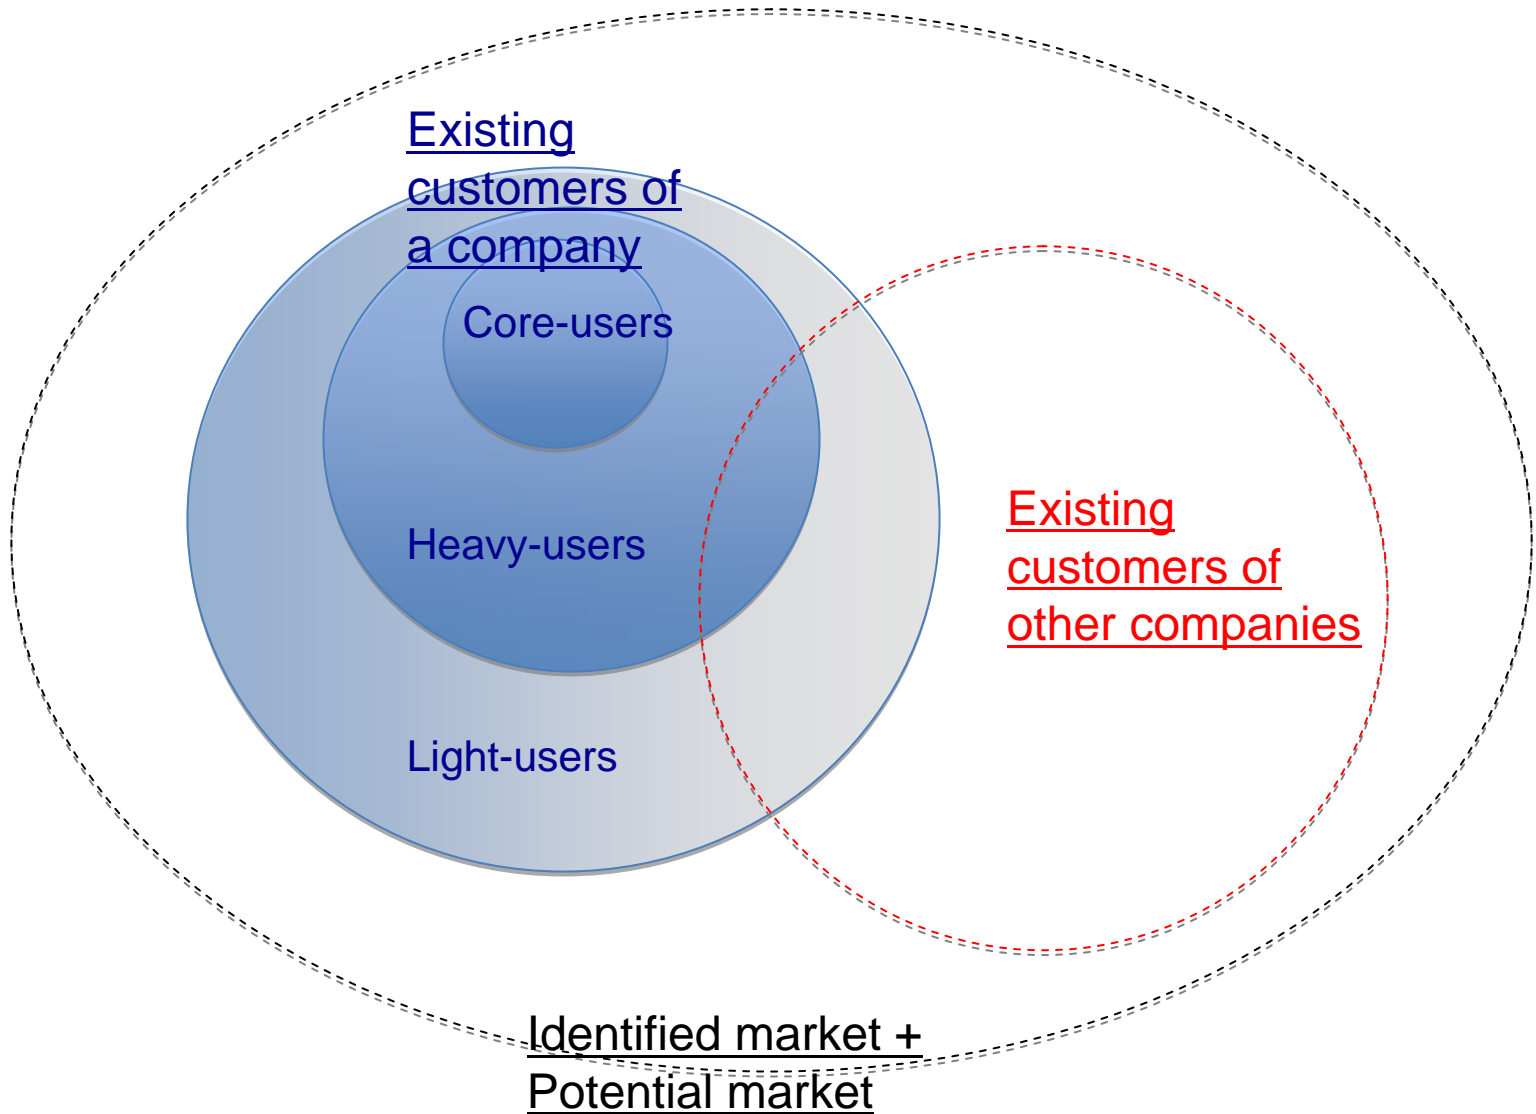 Existing
customers of
a company
Core-users
Heavy-users
Light-users
Existing
customers of
other companies
Identified market +
Potential market